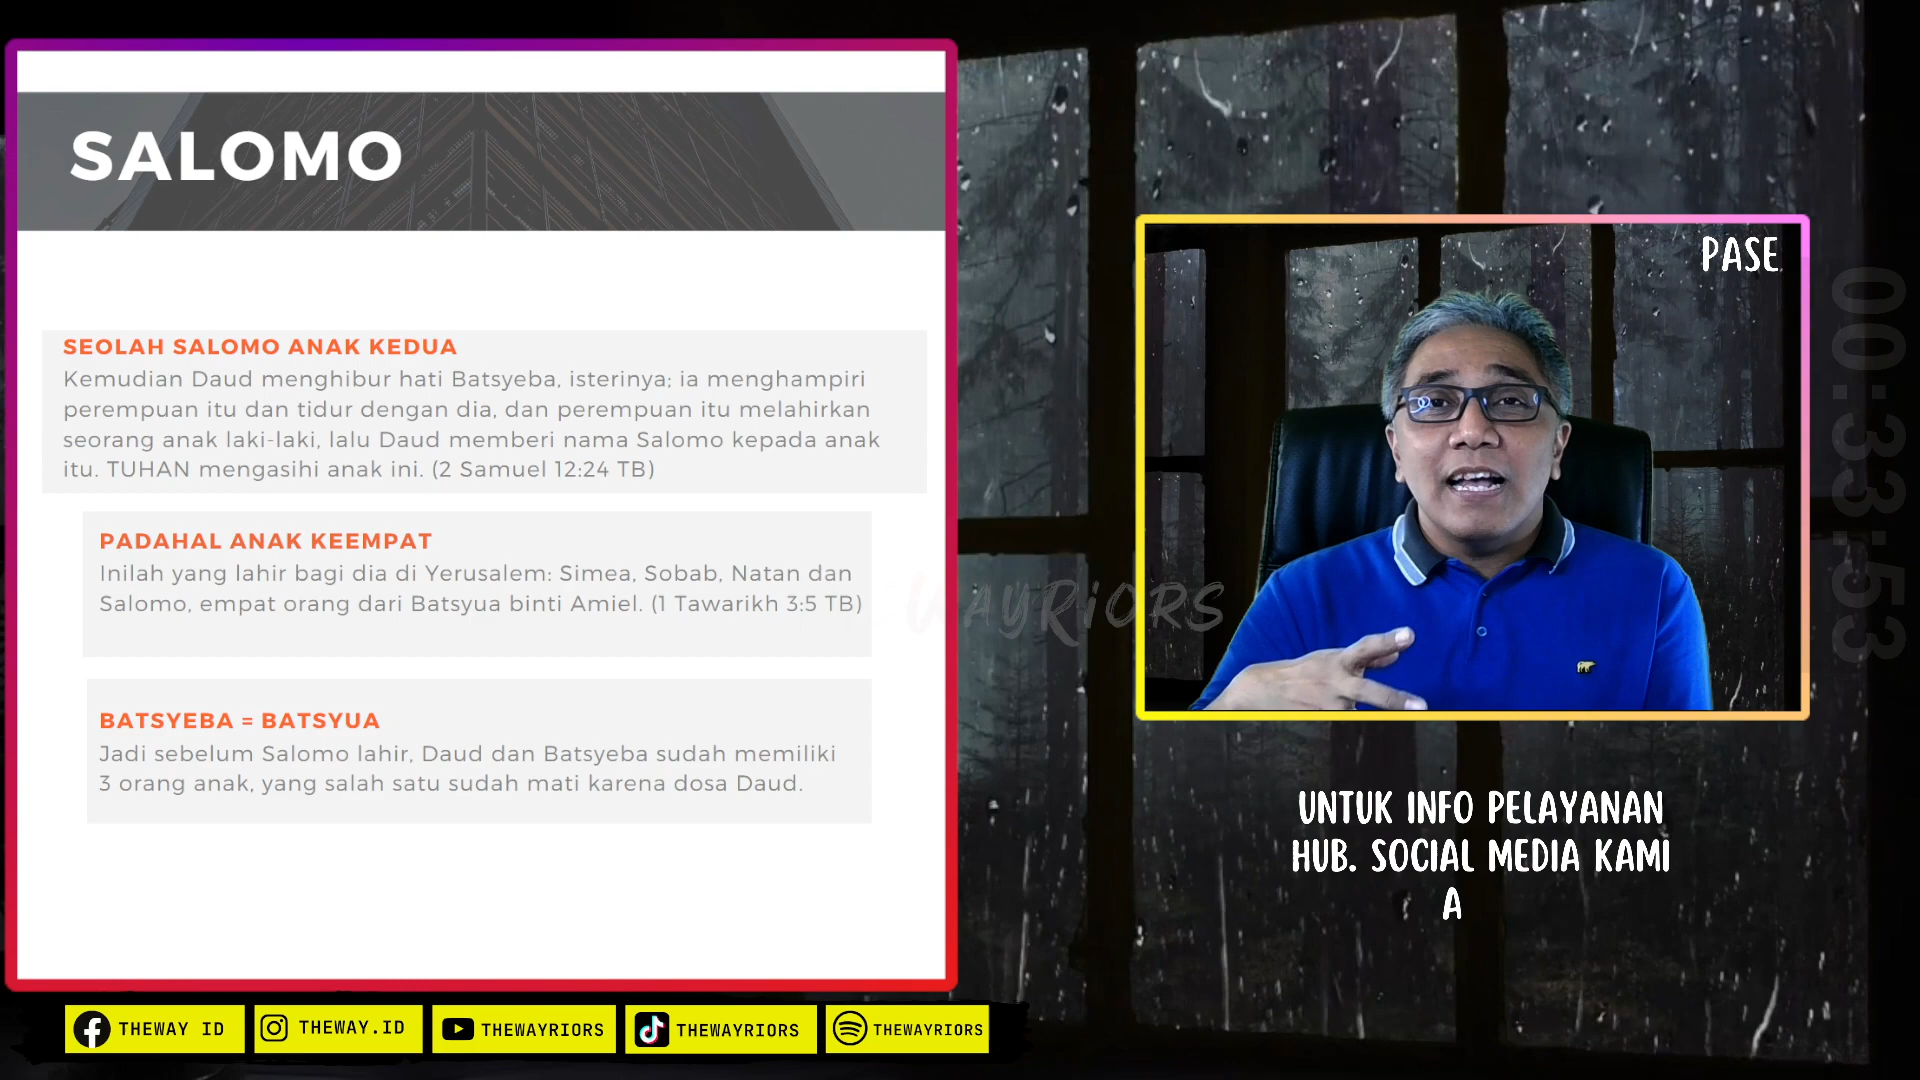 SALOMO
SEOLAH SALOMO ANAK KEDUA
Kemudian Daud menghibur hati Batsyeba, isterinya; ia menghampiri
perempuan itu dan tidur dengan dia, dan perempuan itu melahirkan
seorang anak laki-laki, lalu Daud memberi nama Salomo kepada anak
itu. TUHAN mengasihi anak ini. (2 Samuel 12:24 TB)
PADAHAL ANAK KEEMPAT
Inilah yang lahir bagi dia di Yerusalem: Simea, Sobab, Natan dan
Salomo, empat orang dari Batsyua binti Amiel. (1 Tawarikh 3:5 TB)
BATSYEBA = BATSYUA
Jadi sebelum Salomo lahir, Daud dan Batsyeba sudah memiliki
3 orang anak, yang salah satu sudah mati karena dosa Daud.
PASE
00:33:53
WAYRIORS
UNTUK INFO PELAYANAN
HUB. SOCIAL MEDIA KAMI
A
THEWAY ID
THEWAY.ID
THEWAYRIORS
THEWAYRIORS
THEWAYRIORS